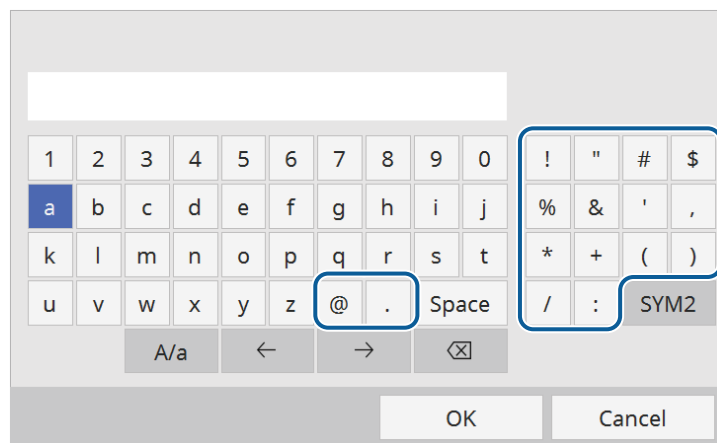 1 2 3 4 5 6 7 8 9 0 ! " # $
a b c d e f g h i j % & ' ,
k l m n o p q r s t * + ( )
u v w x y z @ . Space / : SYM2
A/a ← → ⌫
OK Cancel